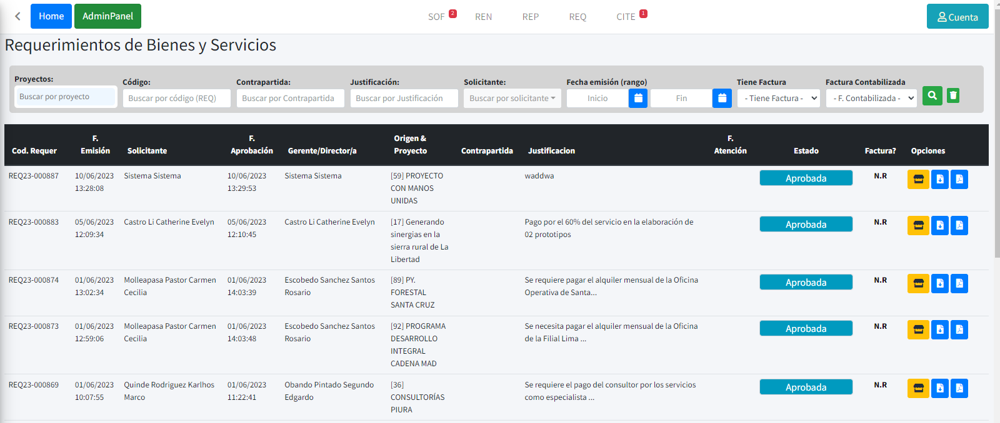 Home AdminPanel SOF 2 REN REP REQ CITE 1 Cuenta
Requerimientos de Bienes y Servicios
Proyectos: Código: Contrapartida: Justificación: Solicitante: Fecha emisión (rango) Tiene Factura Factura Contabilizada
Buscar por proyecto Buscar por código (REQ) Buscar por Contrapartida Buscar por Justificación Buscar por solicitante Inicio Fin - Tiene Factura - - F. Contabilizada -
F. F. Origen & F.
Cod. Requer Emisión Solicitante Aprobación Gerente/Director/a Proyecto Contrapartida Justificacion Atención Estado Factura? Opciones
REQ23-000887 10/06/2023 Sistema Sistema 10/06/2023 Sistema Sistema [59] PROYECTO waddwa Aprobada N.R
13:28:08 13:29:53 CON MANOS
UNIDAS
REQ23-000883 05/06/2023 Castro Li Catherine Evelyn 05/06/2023 Castro Li Catherine Evelyn [17] Generando Pago por el 60% del servicio en la elaboración de Aprobada N.R
12:09:34 12:10:45 sinergias en la 02 prototipos
sierra rural de La
Libertad
REQ23-000874 01/06/2023 Molleapasa Pastor Carmen 01/06/2023 Escobedo Sanchez Santos [89] PY. Se requiere pagar el alquiler mensual de la Oficina Aprobada N.R
13:02:34 Cecilia 14:03:39 Rosario FORESTAL Operativa de Santa...
SANTA CRUZ
REQ23-000873 01/06/2023 Molleapasa Pastor Carmen 01/06/2023 Escobedo Sanchez Santos [92] PROGRAMA Se necesita pagar el alquiler mensual de la Oficina Aprobada N.R
12:59:06 Cecilia 14:03:48 Rosario DESARROLLO de la Filial Lima ...
INTEGRAL
CADENA MAD
REQ23-000869 01/06/2023 Quinde Rodriguez Karlhos 01/06/2023 Obando Pintado Segundo [36] Se requiere el pago del consultor por los servicios Aprobada N.R
10:07:55 Marco 11:22:41 Edgardo CONSULTORÍAS como especialista ...
PIURA